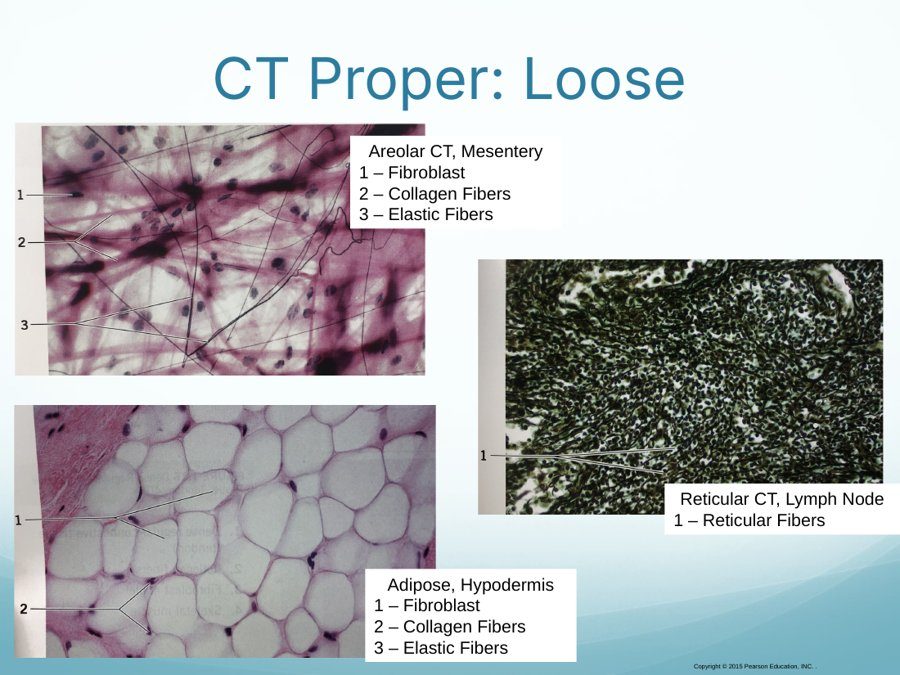 CT Proper: Loose
Areolar CT, Mesentery
1 – Fibroblast
2 – Collagen Fibers
3 – Elastic Fibers
1
2
3
1
Reticular CT, Lymph Node
1 – Reticular Fibers
1
2
Adipose, Hypodermis
1 – Fibroblast
2 – Collagen Fibers
3 – Elastic Fibers
Copyright © 2015 Pearson Education, INC. .